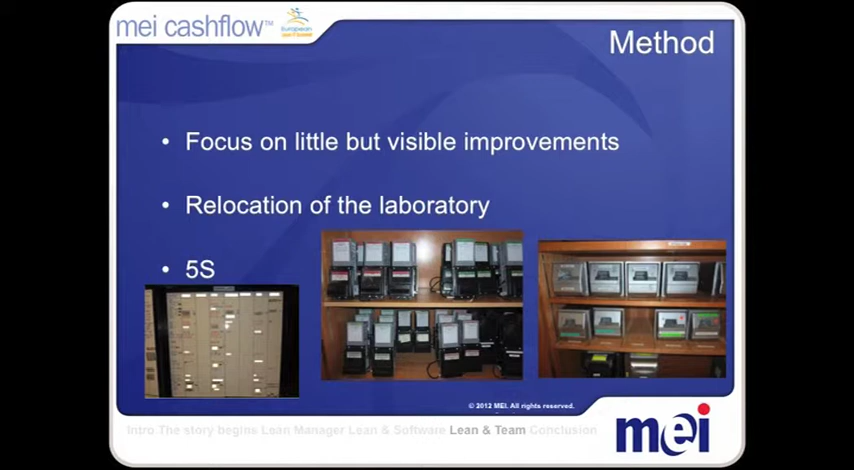 mei cashflow™
European
Method
• Focus on little but visible improvements
• Relocation of the laboratory
• 5S
© 2012 MEI. All rights reserved.
Intro The story begins Lean Manager Lean & Software Lean & Team Conclusion
mei